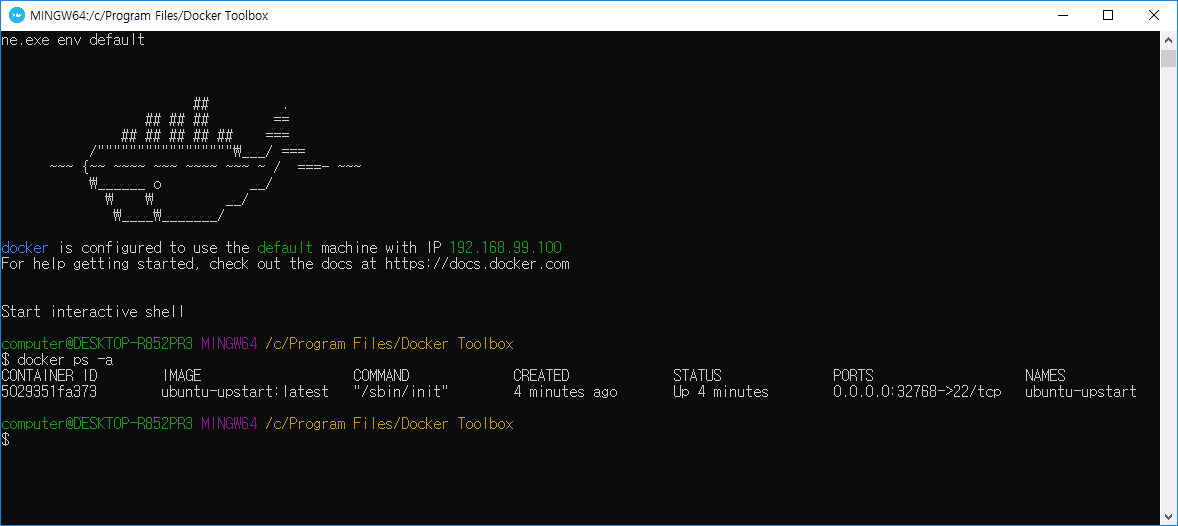 MINGW64:/c/Program Files/Docker Toolbox
ne.exe env default
                        ##         .
                  ## ## ##        ==
               ## ## ## ## ##    ===
           /"""""""""""""""""₩___/ ===
      ~~~ {~~ ~~~~ ~~~ ~~~~ ~~~ ~ /  ===- ~~~
           ₩______ o           __/
             ₩    ₩         __/
              ₩____₩_______/
docker is configured to use the default machine with IP 192.168.99.100
For help getting started, check out the docs at https://docs.docker.com
Start interactive shell
computer@DESKTOP-R852PR3 MINGW64 /c/Program Files/Docker Toolbox
$ docker ps -a
CONTAINER ID        IMAGE                   COMMAND             CREATED             STATUS              PORTS                   NAMES
5029351fa373        ubuntu-upstart:latest   "/sbin/init"        4 minutes ago       Up 4 minutes        0.0.0.0:32768->22/tcp   ubuntu-upstart
computer@DESKTOP-R852PR3 MINGW64 /c/Program Files/Docker Toolbox
$